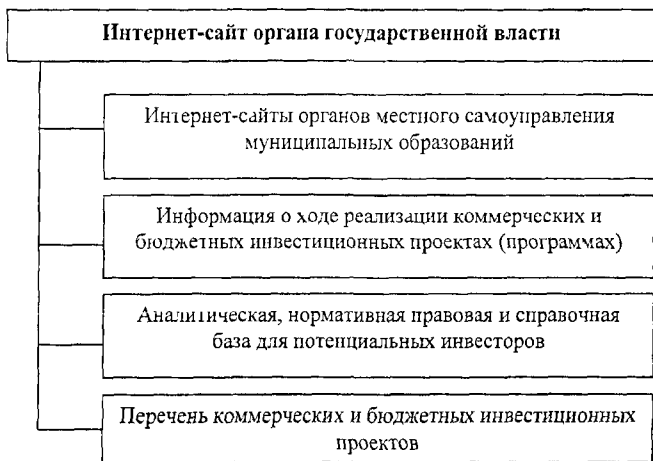 Интернет-сайт органа государственной власти
Интернет-сайты органов местного самоуправления
муниципальных образований
Информация о ходе реализации коммерческих и
бюджетных инвестиционных проектах (программах)
Аналитическая, нормативная правовая и справочная
база для потенциальных инвесторов
Перечень коммерческих и бюджетных инвестиционных
проектов